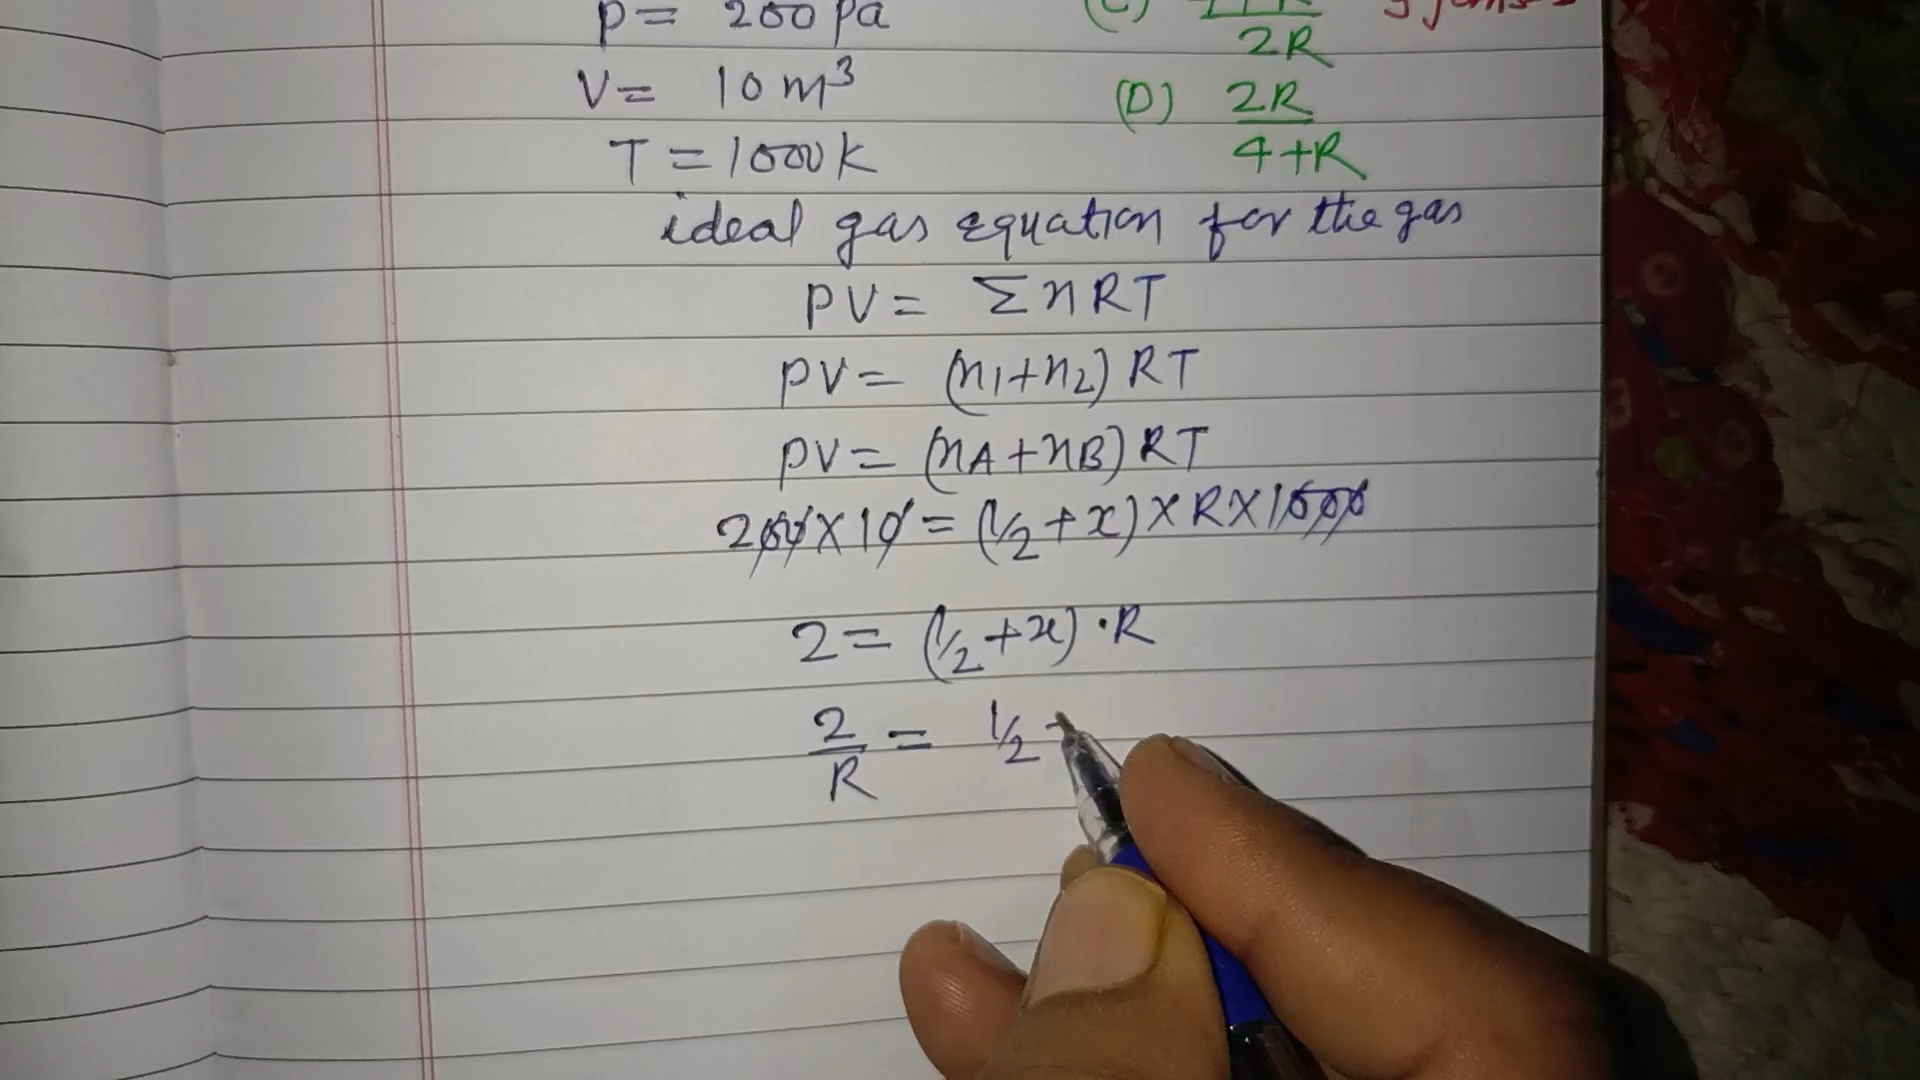 P = 200 Pa
V = 10 m³
T = 1000 K
(C) 2R
(D) 2R/4+R
ideal gas equation for the gas
PV = Σ n RT
PV = (n1+n2) RT
PV = (nA+nB) RT
200 × 10 = (1/2 + x) × R × 1000
2 = (1/2 + x) · R
2/R = 1/2 -